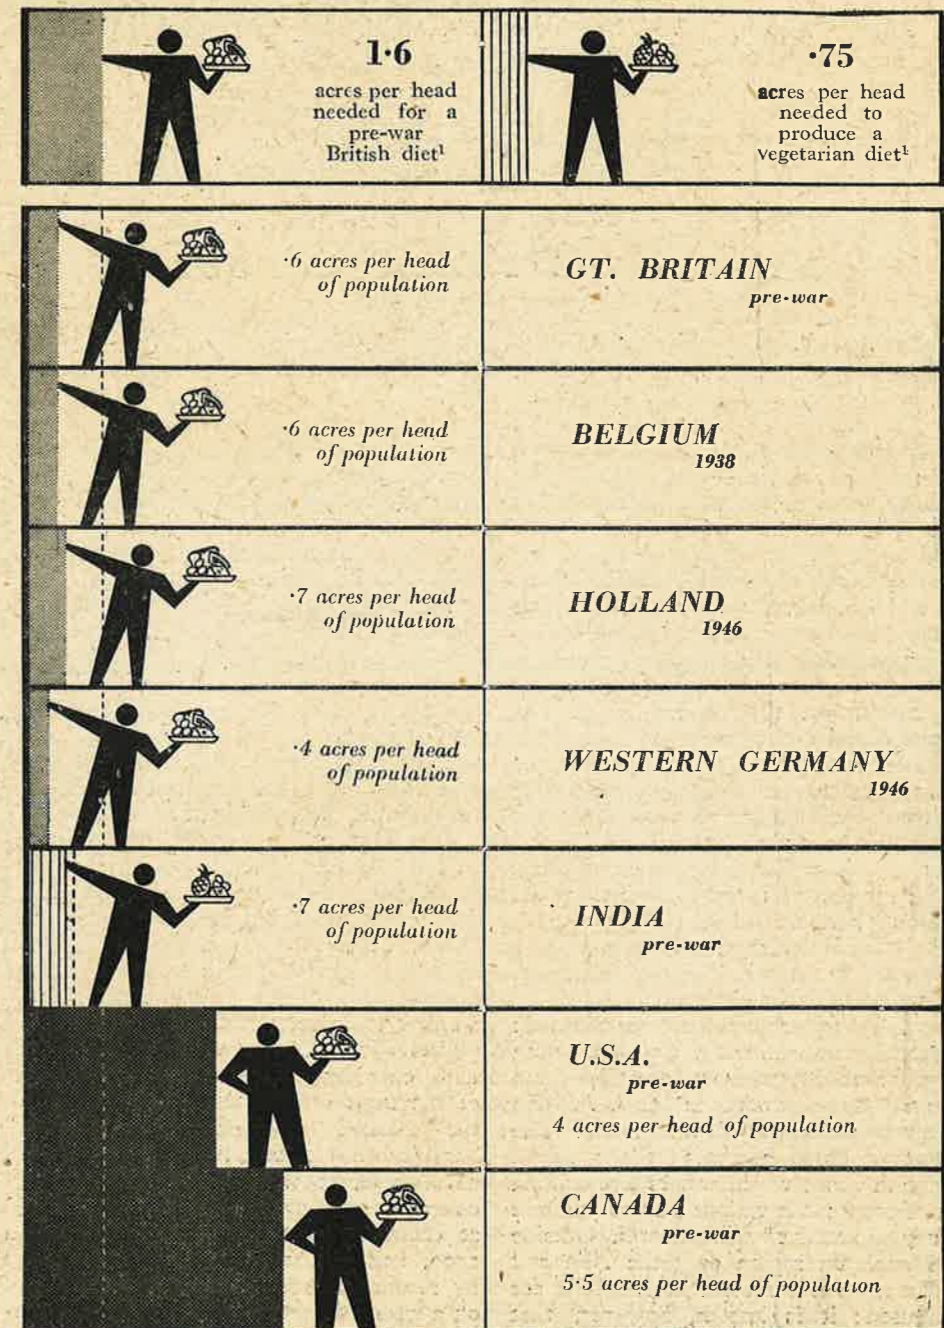 1·6
acres per head
needed for a
pre-war
British diet¹
·75
acres per head
needed to
produce a
vegetarian diet¹
·6 acres per head
of population
GT. BRITAIN
pre-war
·6 acres per head
of population
BELGIUM
1938
·7 acres per head
of population
HOLLAND
1946
·4 acres per head
of population
WESTERN GERMANY
1946
·7 acres per head
of population
INDIA
pre-war
U.S.A.
pre-war
4 acres per head of population
CANADA
pre-war
5·5 acres per head of population